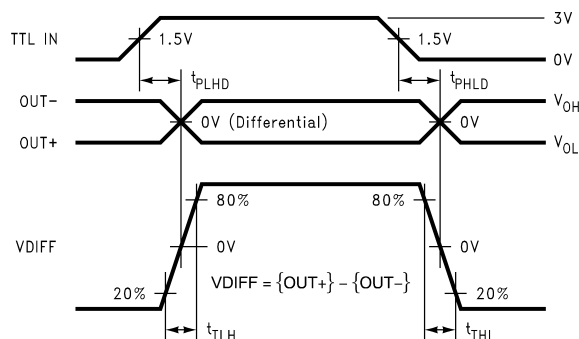 3V
TTL IN
1.5V
1.5V
0V
tPLHD
tPHLD
OUT-
VOH
0V (Differential)
0V
OUT+
VOL
80%
80%
VDIFF
0V
0V
VDIFF = {OUT+} - {OUT-}
20%
20%
tTLH
tTHL